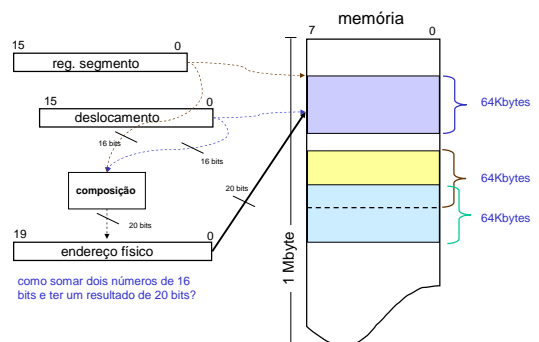 memória
15 0
7 0
reg. segmento
15 0
deslocamento
64Kbytes
16 bits
16 bits
composição
64Kbytes
20 bits
20 bits
64Kbytes
19 0
endereço físico
1 Mbyte
como somar dois números de 16
bits e ter um resultado de 20 bits?